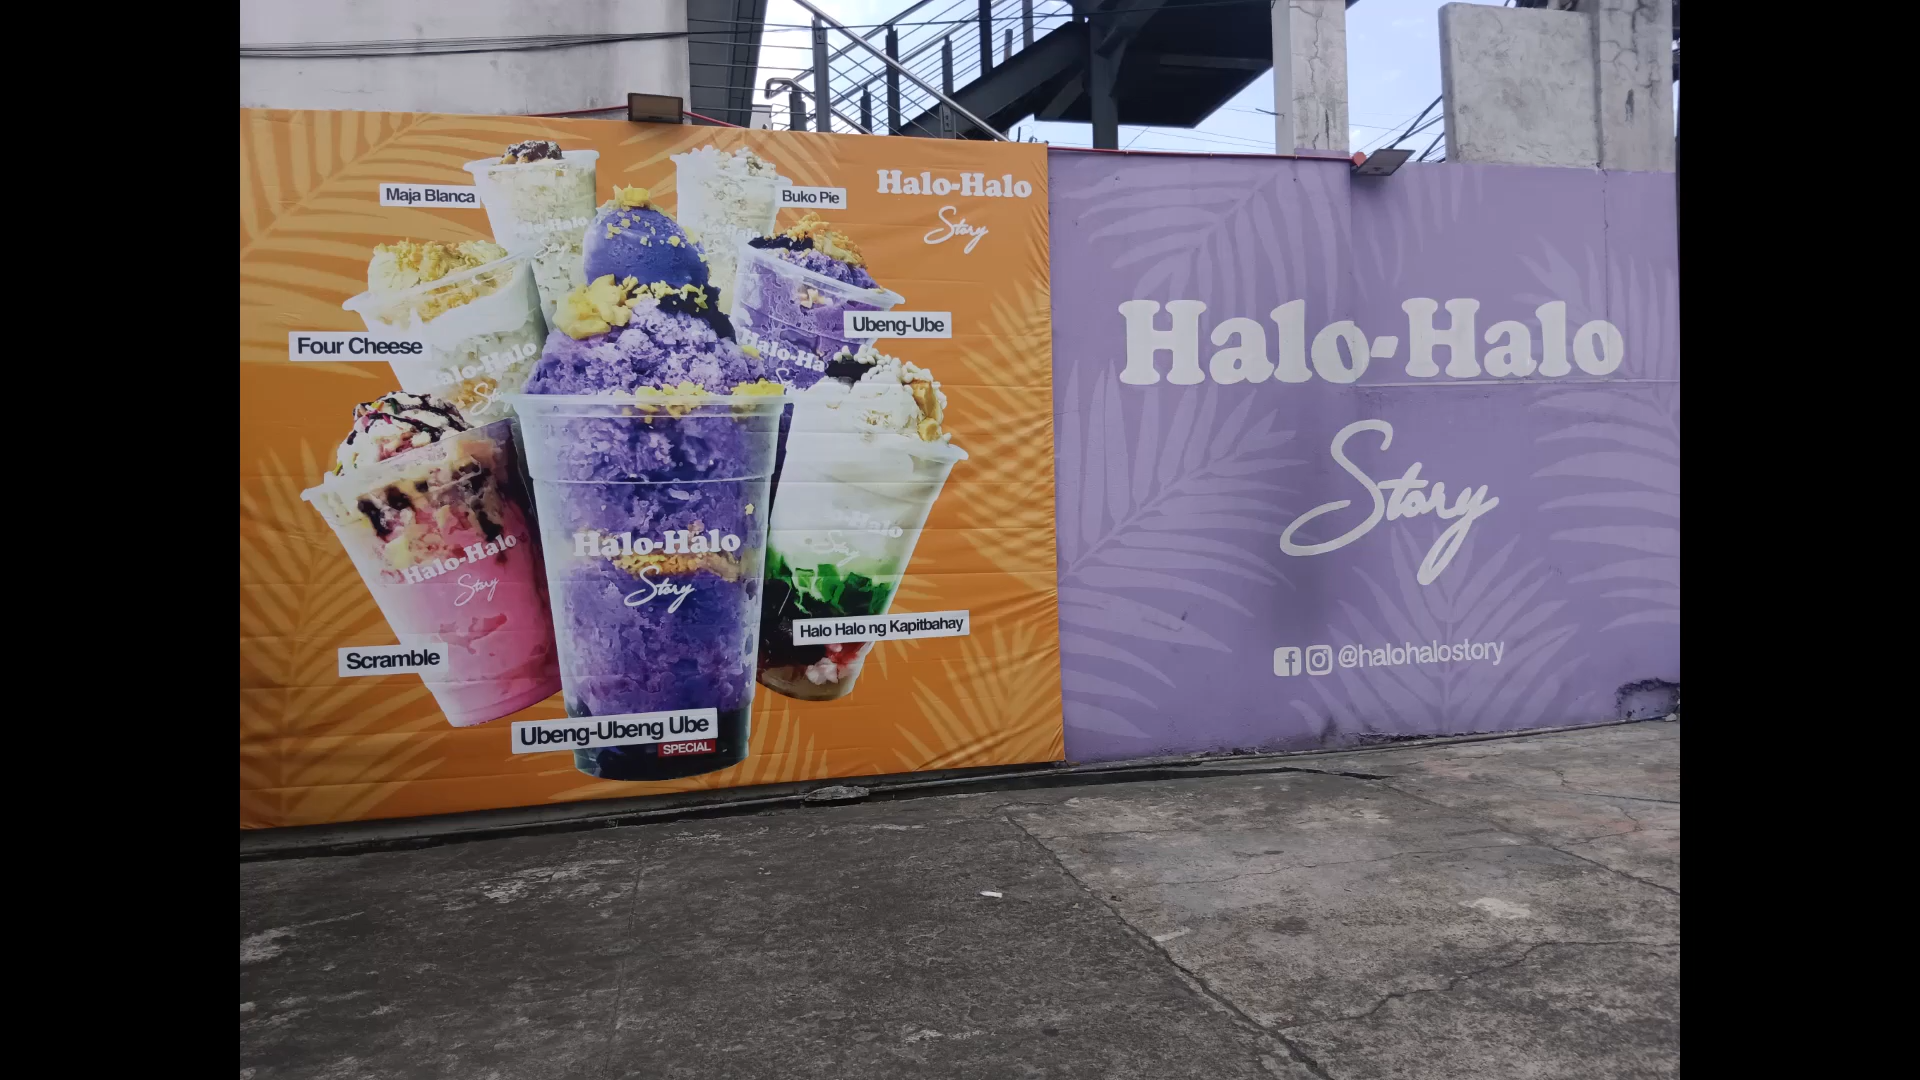 Maja Blanca
Buko Pie
Halo-Halo
Story
Four Cheese
Ubeng-Ube
Halo-Halo
Story
Halo-Halo
Story
Scramble
Halo Halo ng Kapitbahay
Ubeng-Ubeng Ube
SPECIAL
Halo-Halo
Story
@halohalostory